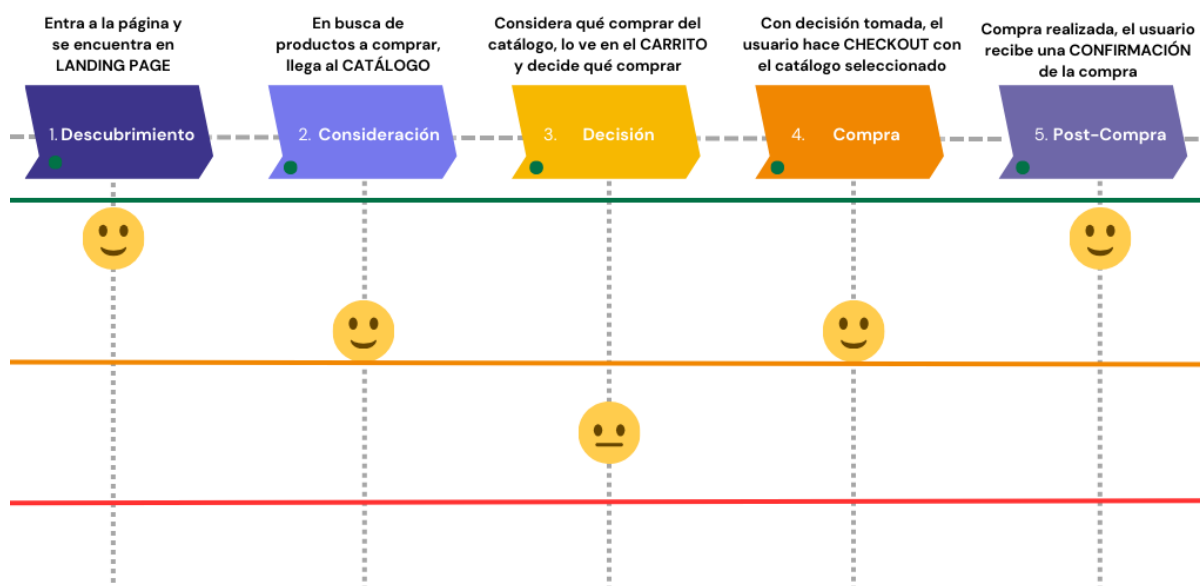 Entra a la página y
se encuentra en
LANDING PAGE
En busca de
productos a comprar,
llega al CATÁLOGO
Considera qué comprar del
catálogo, lo ve en el CARRITO
y decide qué comprar
Con decisión tomada, el
usuario hace CHECKOUT con
el catálogo seleccionado
Compra realizada, el usuario
recibe una CONFIRMACIÓN
de la compra
1. Descubrimiento
2. Consideración
3. Decisión
4. Compra
5. Post-Compra